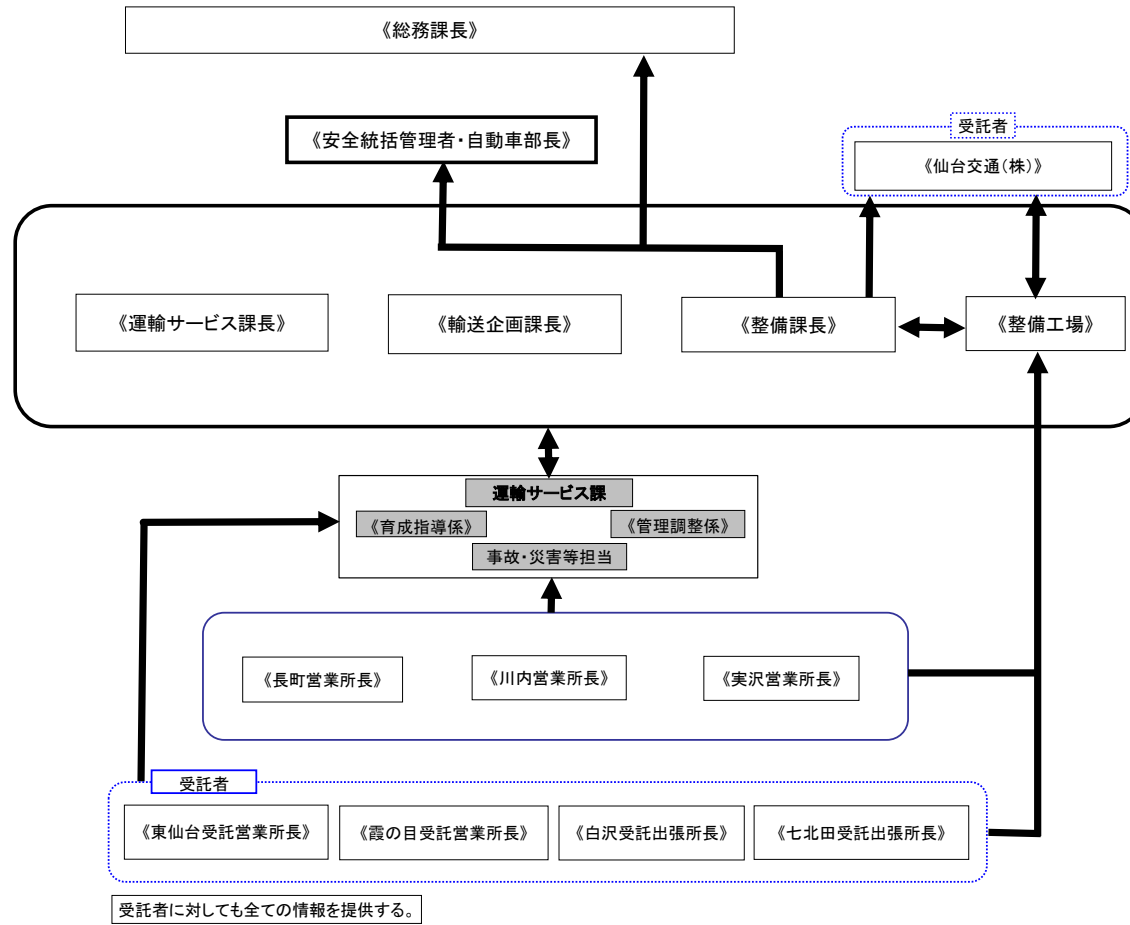 《総務課長》
《安全統括管理者・自動車部長》
受託者
《仙台交通(株)》
《運輸サービス課長》
《輸送企画課長》
《整備課長》
《整備工場》
運輸サービス課
《育成指導係》
《管理調整係》
事故・災害等担当
《長町営業所長》
《川内営業所長》
《実沢営業所長》
受託者
《東仙台受託営業所長》
《霞の目受託営業所長》
《白沢受託出張所長》
《七北田受託出張所長》
受託者に対しても全ての情報を提供する。